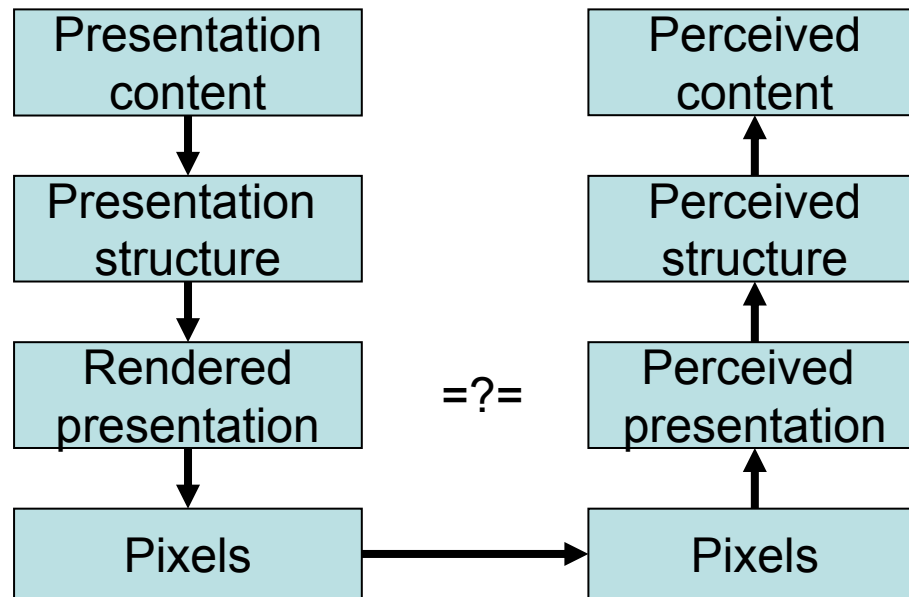 Presentation
content
Presentation
structure
Rendered
presentation
Pixels
=?=
Perceived
content
Perceived
structure
Perceived
presentation
Pixels